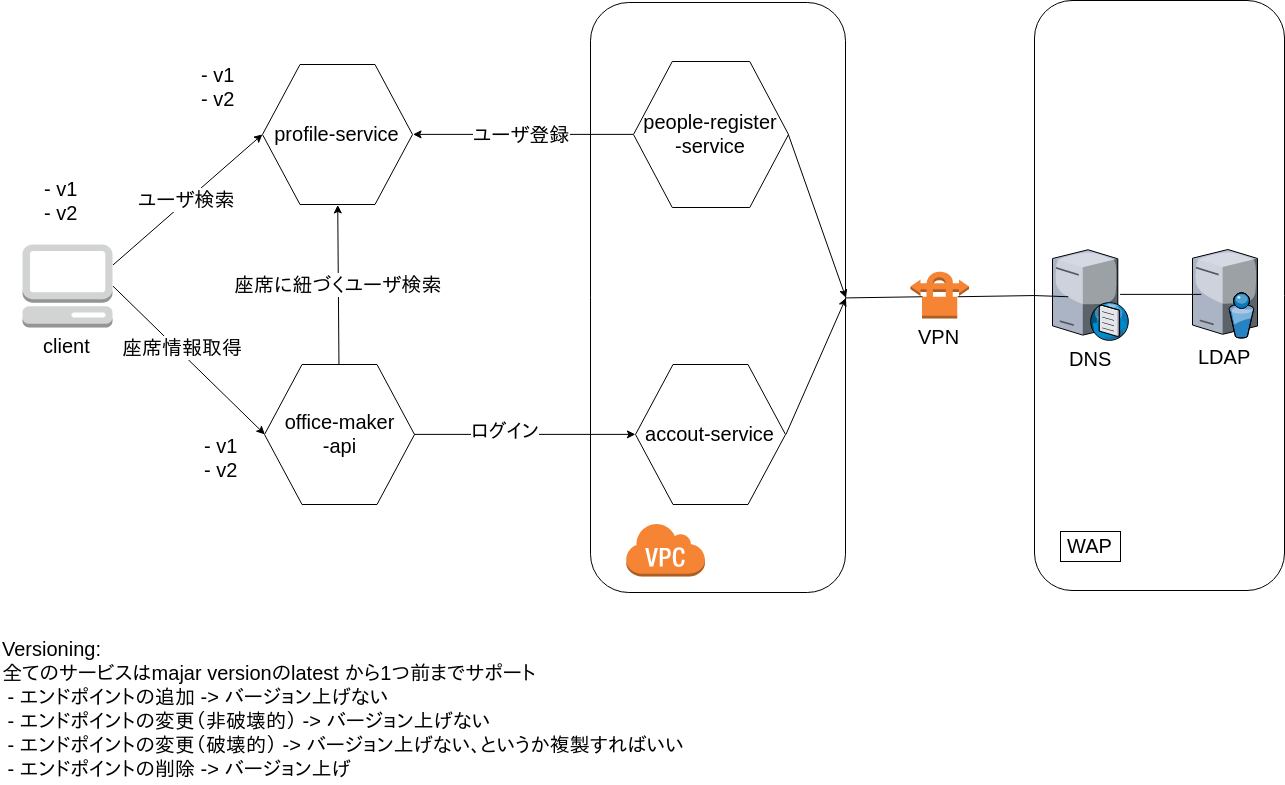 - v1
- v2
profile-service
ユーザ登録
people-register
-service
- v1
- v2
ユーザ検索
座席に紐づくユーザ検索
client
座席情報取得
VPN
DNS
LDAP
office-maker
-api
- v1
- v2
ログイン
accout-service
VPC
WAP
Versioning:
全てのサービスはmajar versionのlatest から1つ前までサポート
- エンドポイントの追加 -> バージョン上げない
- エンドポイントの変更（非破壊的） -> バージョン上げない
- エンドポイントの変更（破壊的） -> バージョン上げない、というか複製すればいい
- エンドポイントの削除 -> バージョン上げ